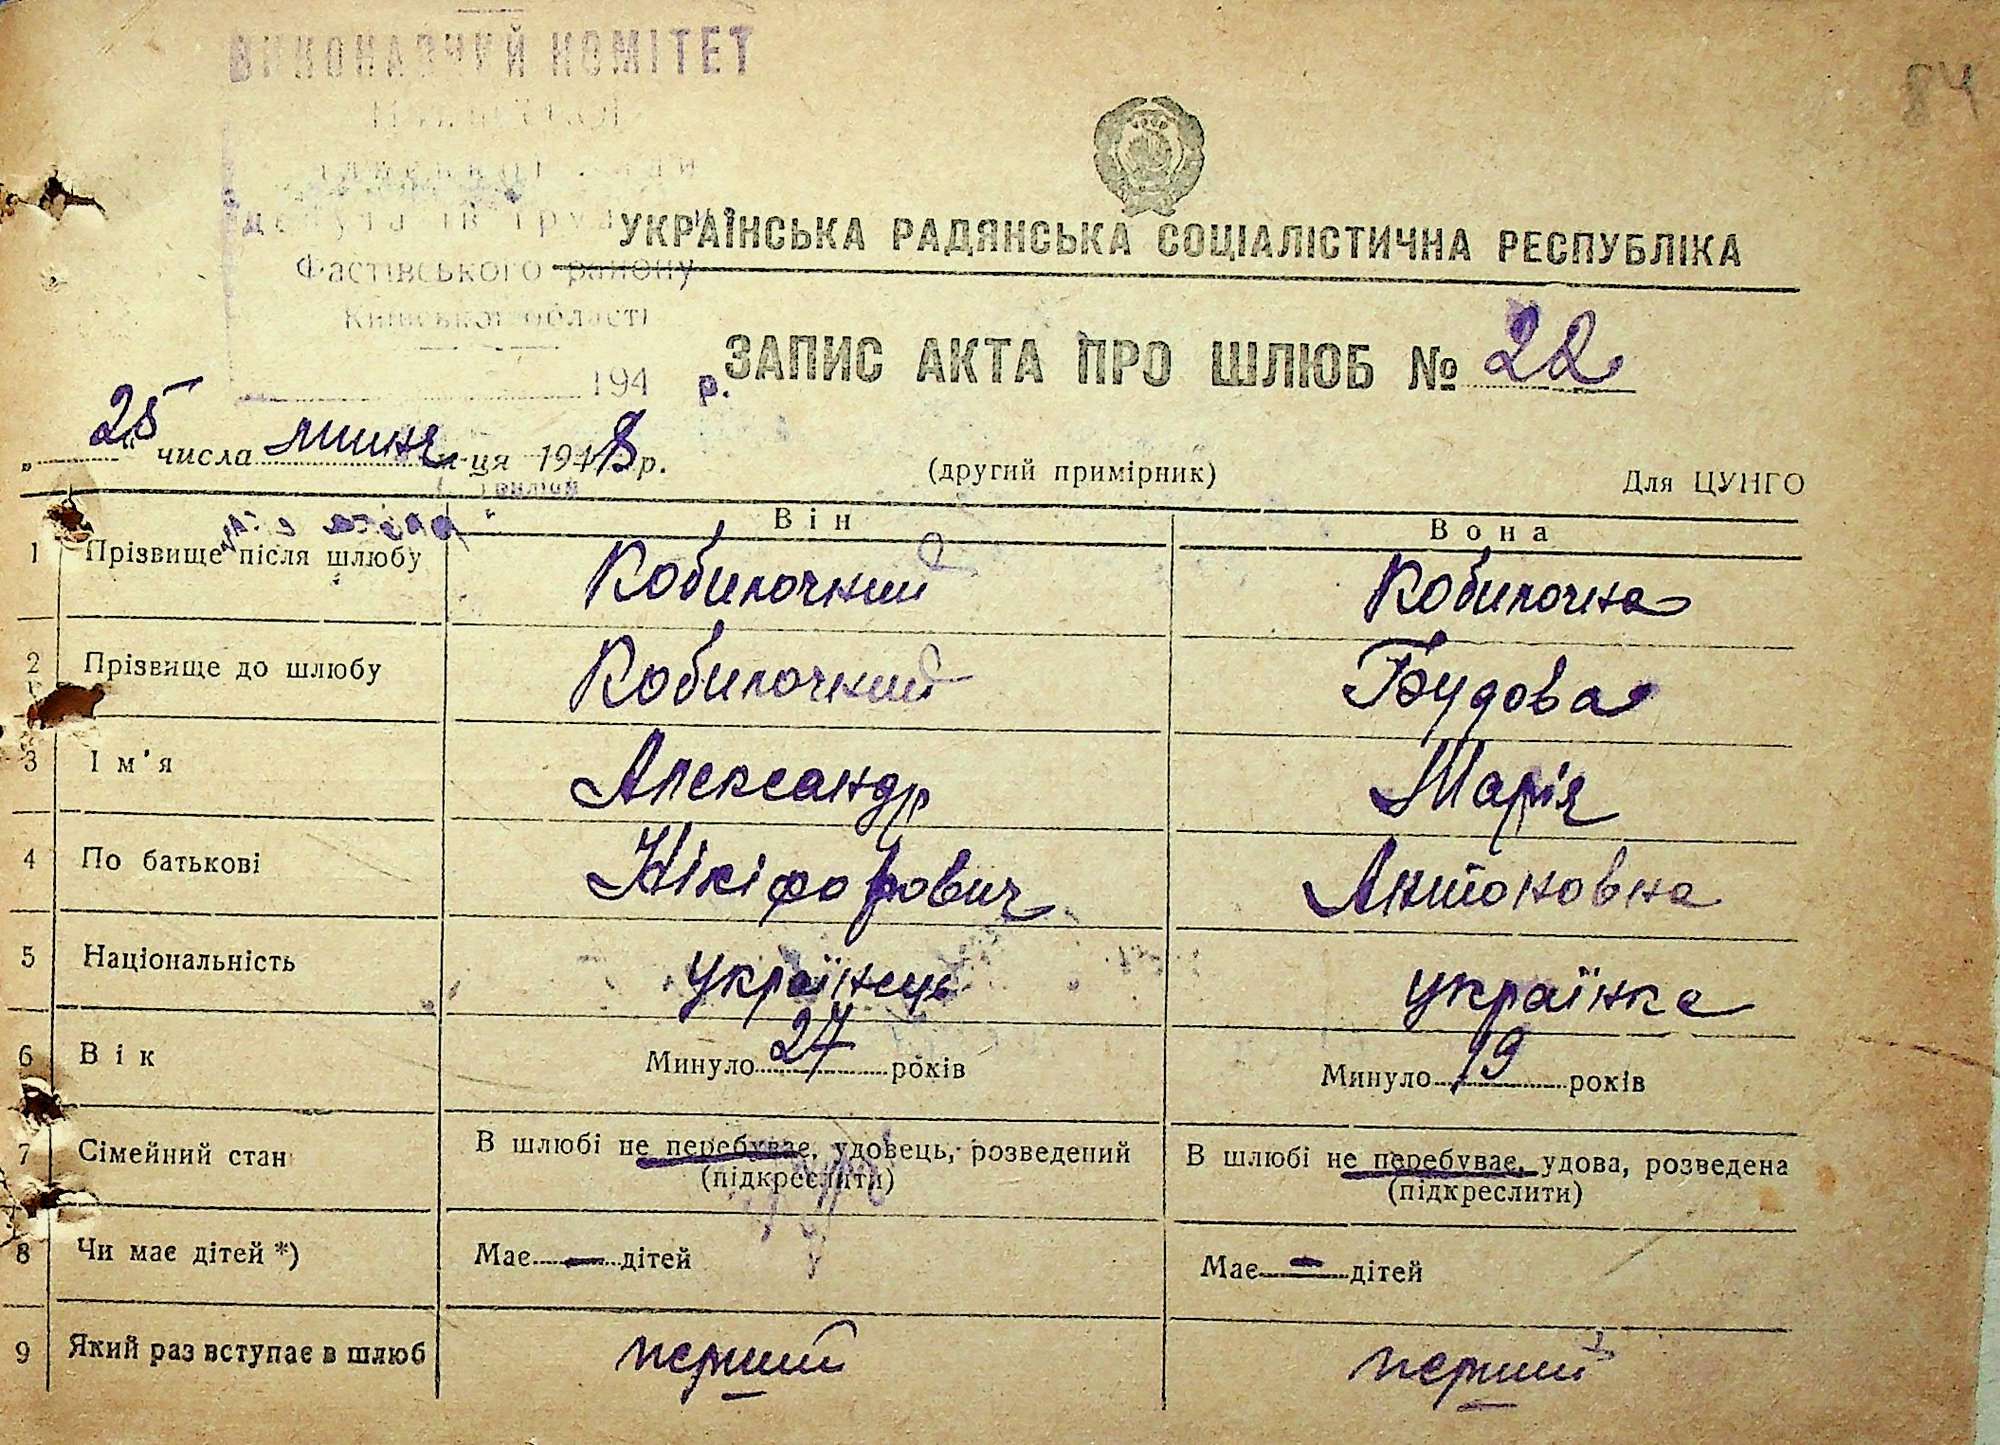 84
ВИКОНАВЧИЙ КОМІТЕТ
Фастівського району
Київської області
194 р.
УКРАЇНСЬКА РАДЯНСЬКА СОЦІАЛІСТИЧНА РЕСПУБЛІКА
ЗАПИС АКТА ПРО ШЛЮБ № 22
„25“ числа м-ця 1948 р.
(другий примірник)
Для ЦУНГО
Він Вона
1 Прізвище після шлюбу Кобилочний Кобилочна
2 Прізвище до шлюбу Кобилочний Будова
3 Ім'я Александр Марія
4 По батькові Нікіфорович Антоновна
5 Національність українець українка
6 Вік Минуло 27 років Минуло 19 років
7 Сімейний стан В шлюбі не перебуває, удовець, розведений В шлюбі не перебуває, удова, розведена
(підкреслити) (підкреслити)
8 Чи має дітей *) Має — дітей Має — дітей
9 Який раз вступає в шлюб перший перший